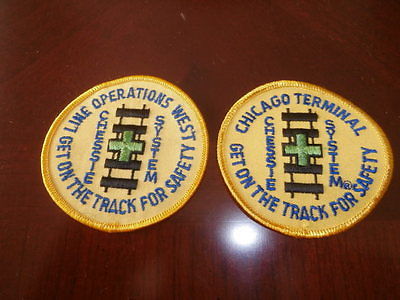 LINE OPERATIONS WEST
CHESSIE
SYSTEM
GET ON THE TRACK FOR SAFETY
CHICAGO TERMINAL
CHESSIE
SYSTEM®
GET ON THE TRACK FOR SAFETY